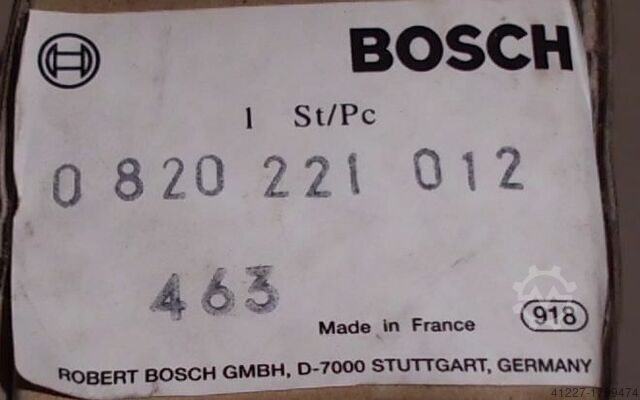 BOSCH
1 St/Pc
0 820 221 012
463
Made in France 918
ROBERT BOSCH GMBH, D-7000 STUTTGART, GERMANY